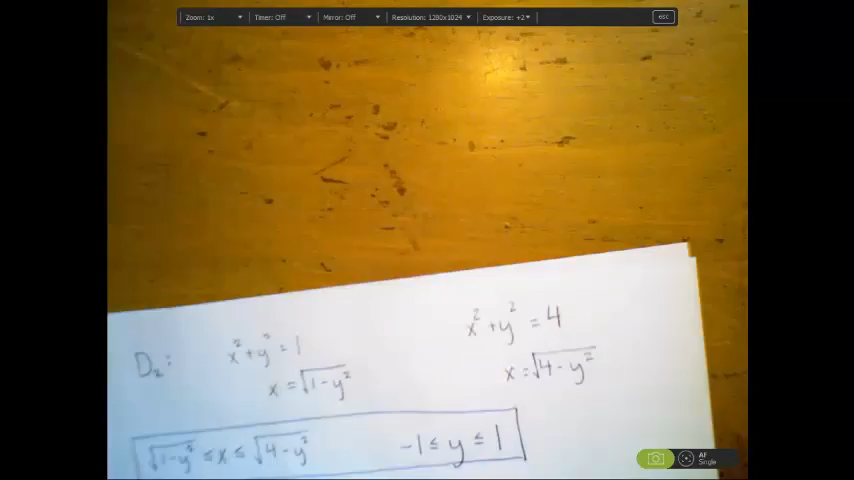 Zoom: 1x Timer: Off Mirror: Off Resolution: 1280x1024 Exposure: +2 esc
x² + y² = 1 x² + y² = 4
D₂: x = √(1 - y²) x = √(4 - y²)
√(1 - y²) ≤ x ≤ √(4 - y²) -1 ≤ y ≤ 1
AF
Single